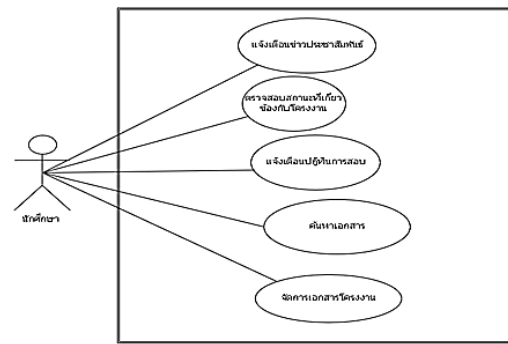 แจ้งเตือนข่าวประชาสัมพันธ์
ตรวจสอบสถานะที่เกี่ยว
ข้องกับโครงงาน
แจ้งเตือนปฎิทินการสอบ
ค้นหาเอกสาร
จัดการเอกสารโครงงาน
นักศึกษา